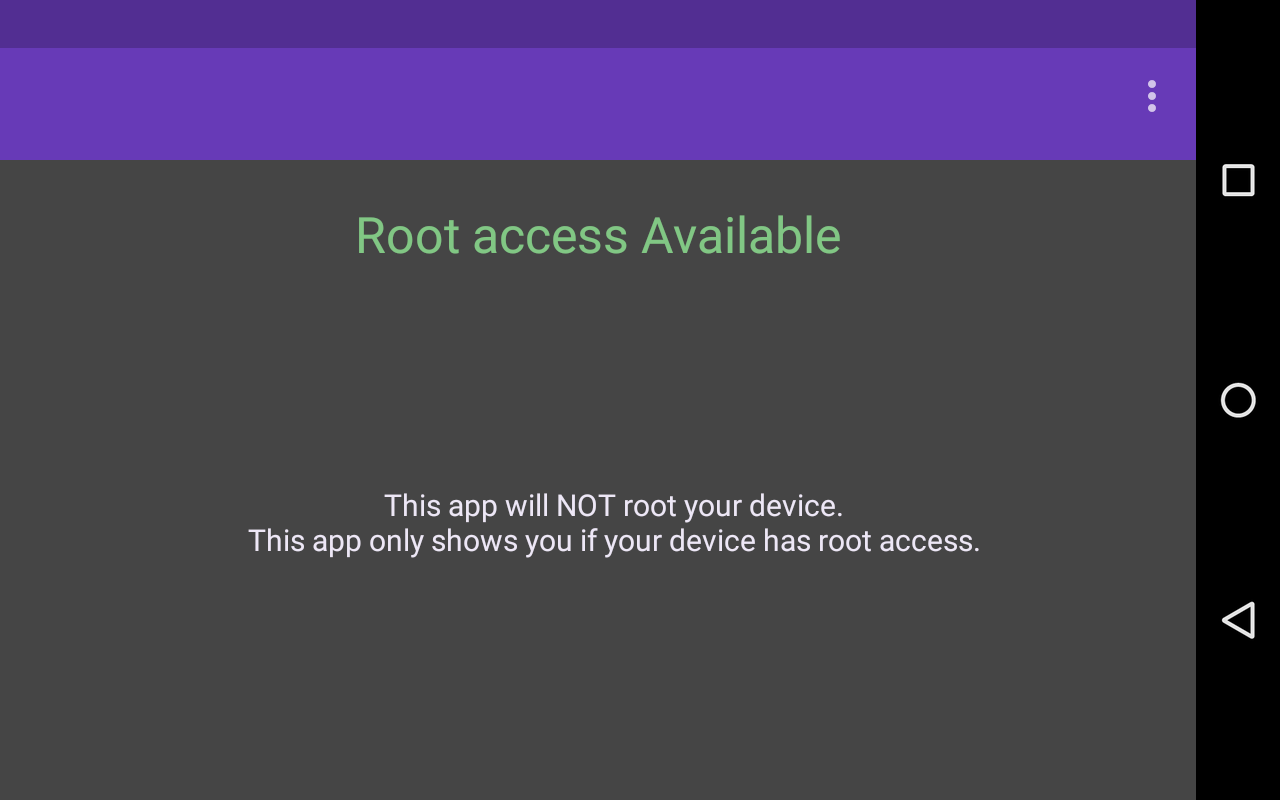 Root access Available
This app will NOT root your device.
This app only shows you if your device has root access.